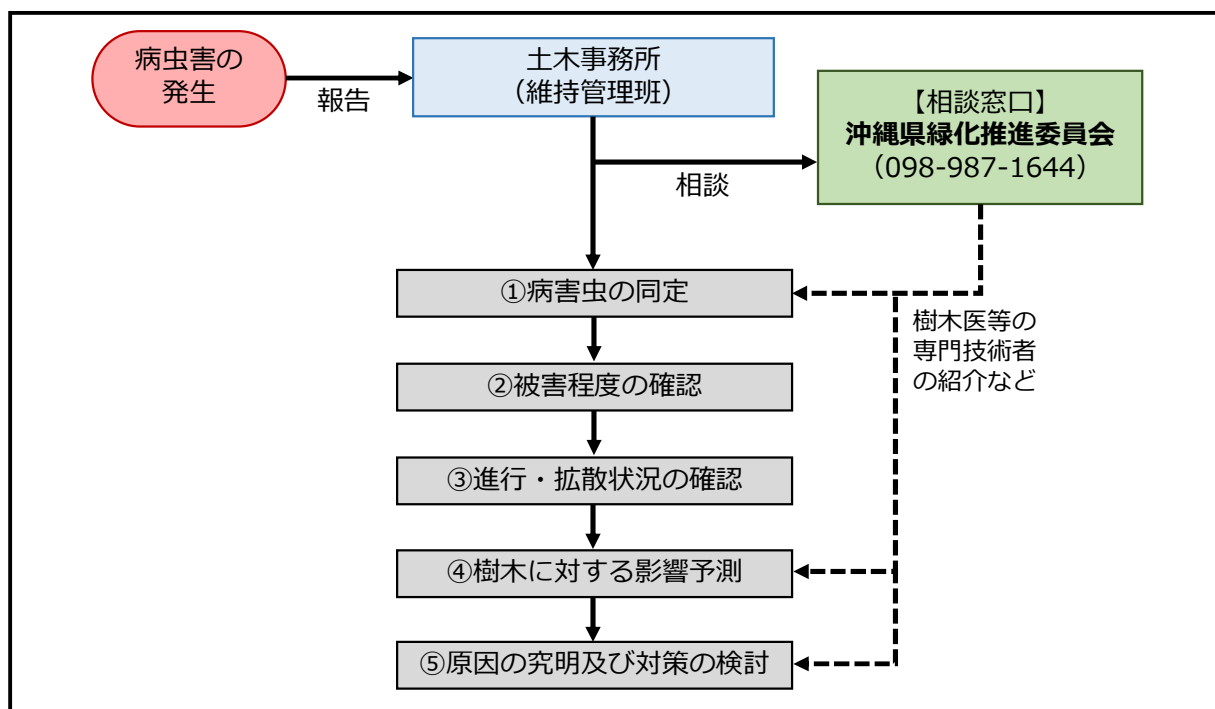 病虫害の
発生
報告
土木事務所
（維持管理班）
【相談窓口】
沖縄県緑化推進委員会
（098-987-1644）
相談
①病害虫の同定
樹木医等の
専門技術者
の紹介など
②被害程度の確認
③進行・拡散状況の確認
④樹木に対する影響予測
⑤原因の究明及び対策の検討